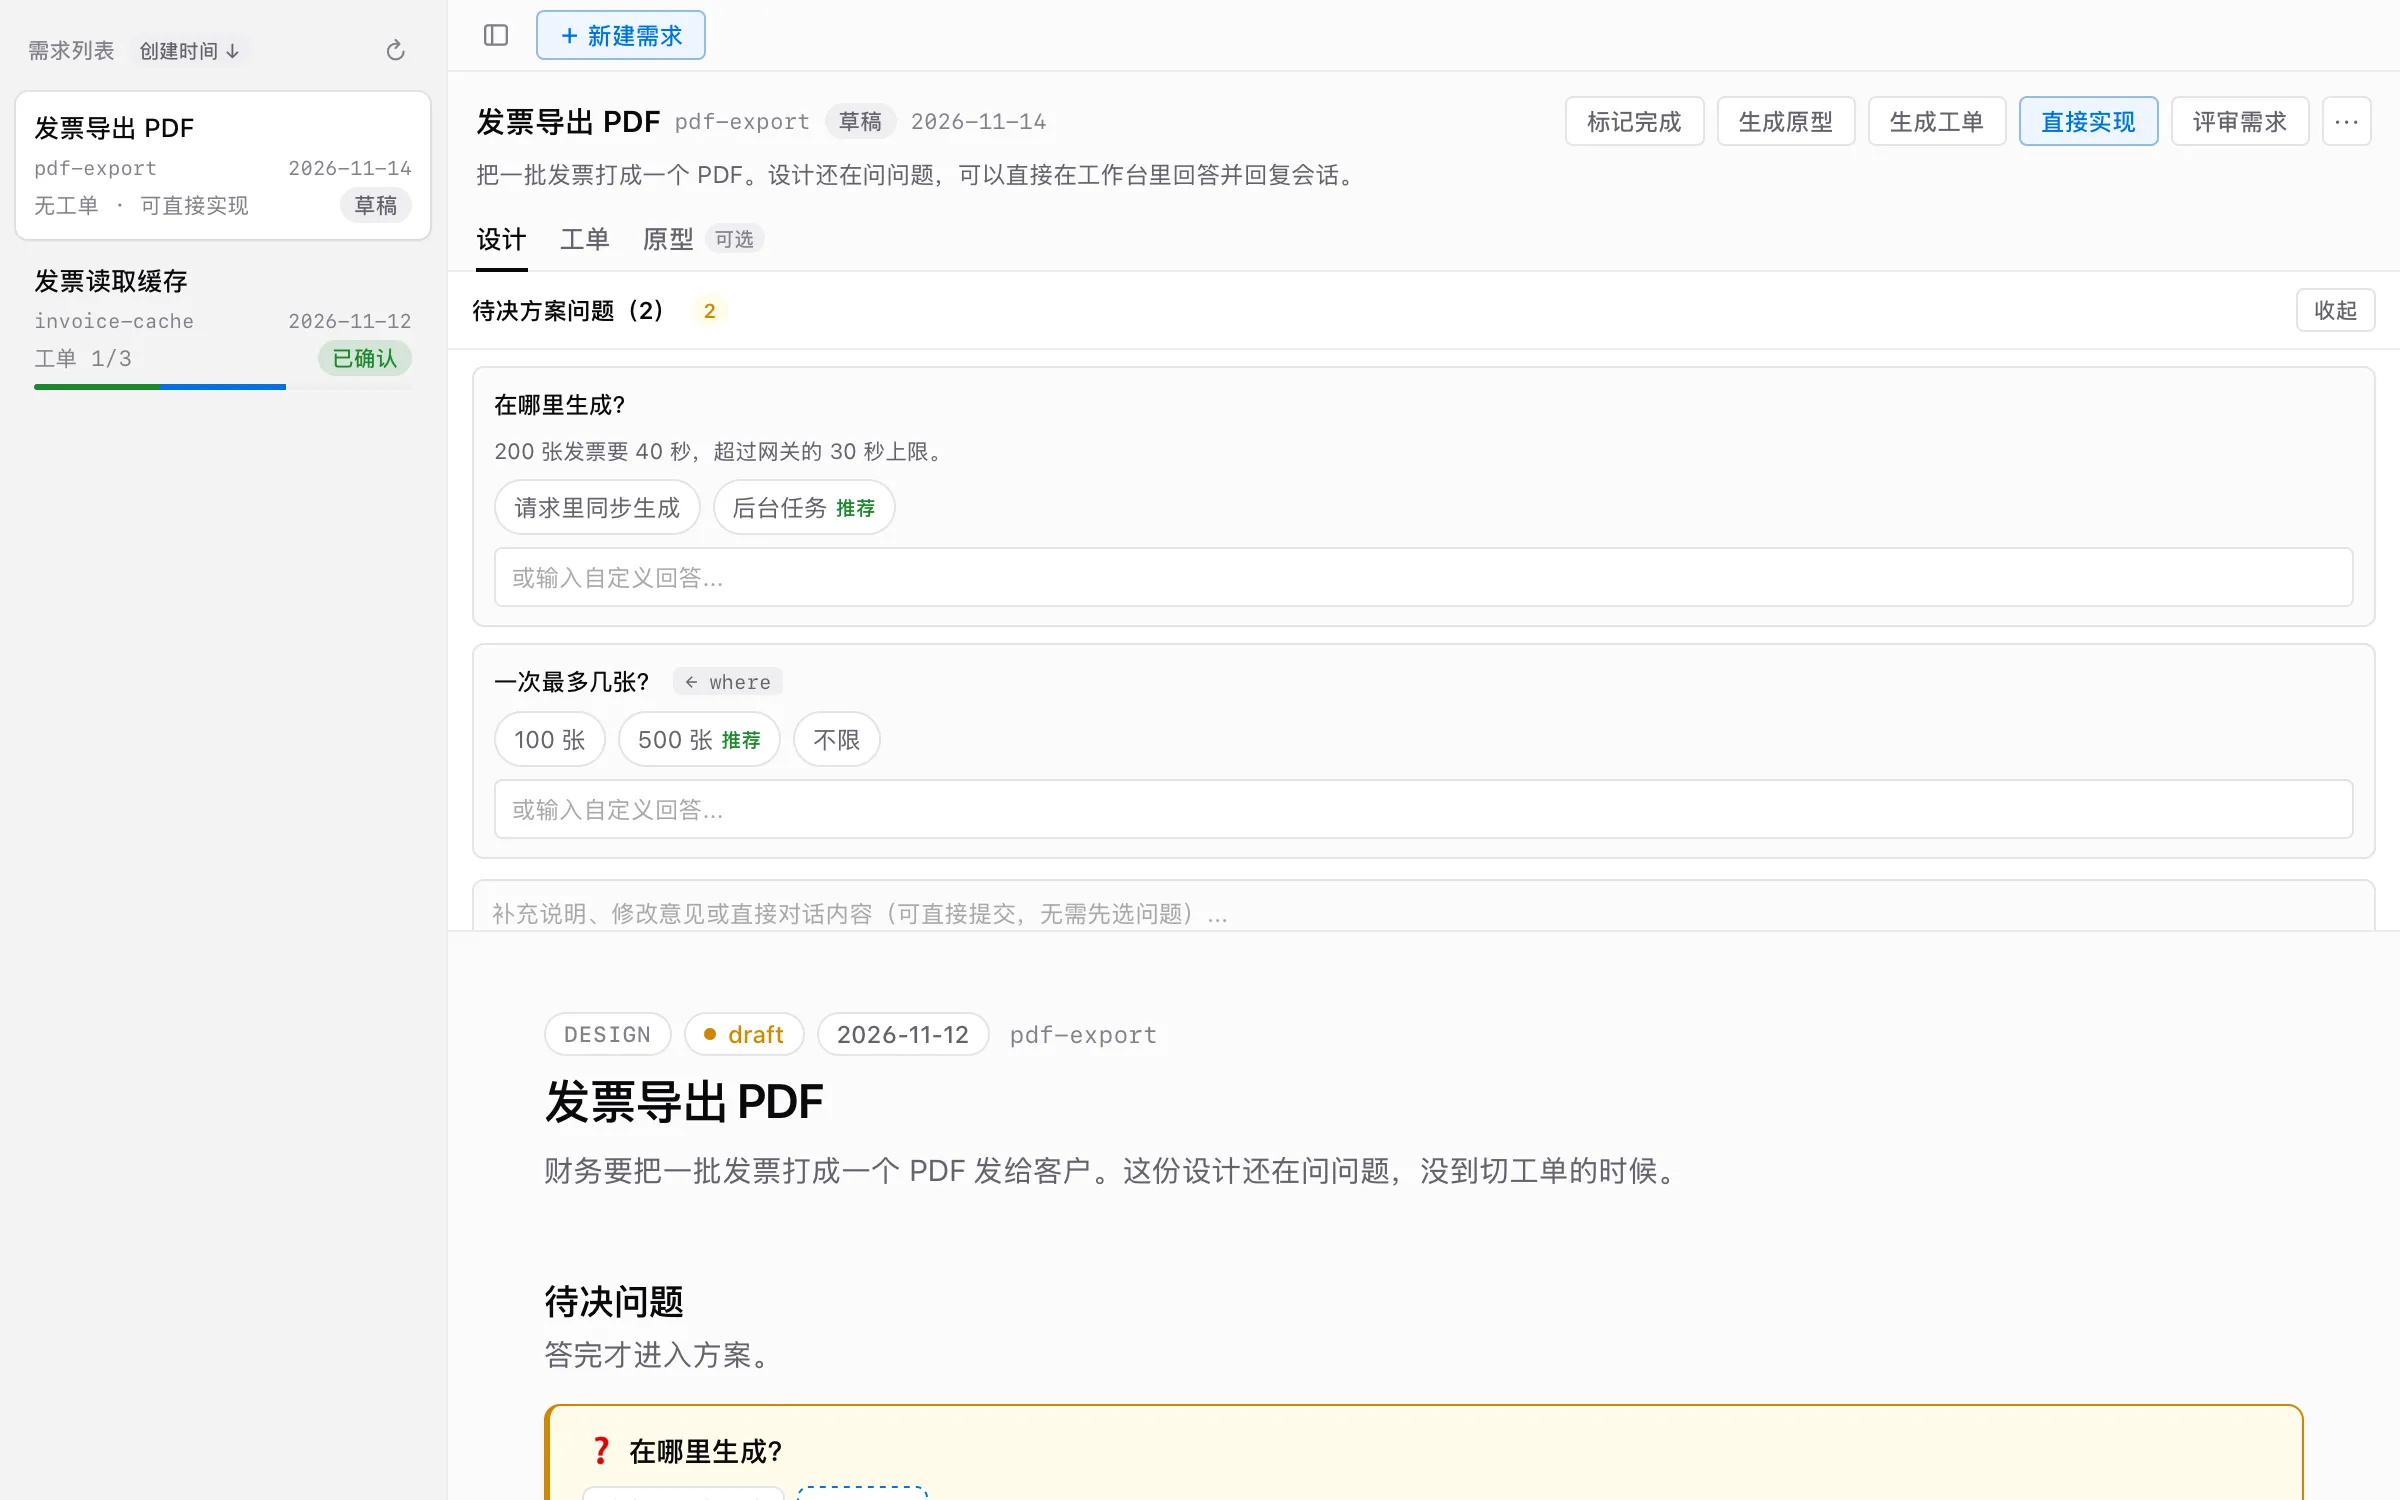 需求列表 创建时间 ↓
发票导出 PDF
pdf-export 2026-11-14
无工单 · 可直接实现 草稿
发票读取缓存
invoice-cache 2026-11-12
工单 1/3 已确认
+ 新建需求
发票导出 PDF pdf-export 草稿 2026-11-14
标记完成 生成原型 生成工单 直接实现 评审需求 ···
把一批发票打成一个 PDF。设计还在问问题，可以直接在工作台里回答并回复会话。
设计 工单 原型 可选
待决方案问题（2） 2 收起
在哪里生成?
200 张发票要 40 秒，超过网关的 30 秒上限。
请求里同步生成 后台任务 推荐
或输入自定义回答...
一次最多几张? ← where
100 张 500 张 推荐 不限
或输入自定义回答...
补充说明、修改意见或直接对话内容（可直接提交，无需先选问题）...
DESIGN draft 2026-11-12 pdf-export
发票导出 PDF
财务要把一批发票打成一个 PDF 发给客户。这份设计还在问问题，没到切工单的时候。
待决问题
答完才进入方案。
❓ 在哪里生成?